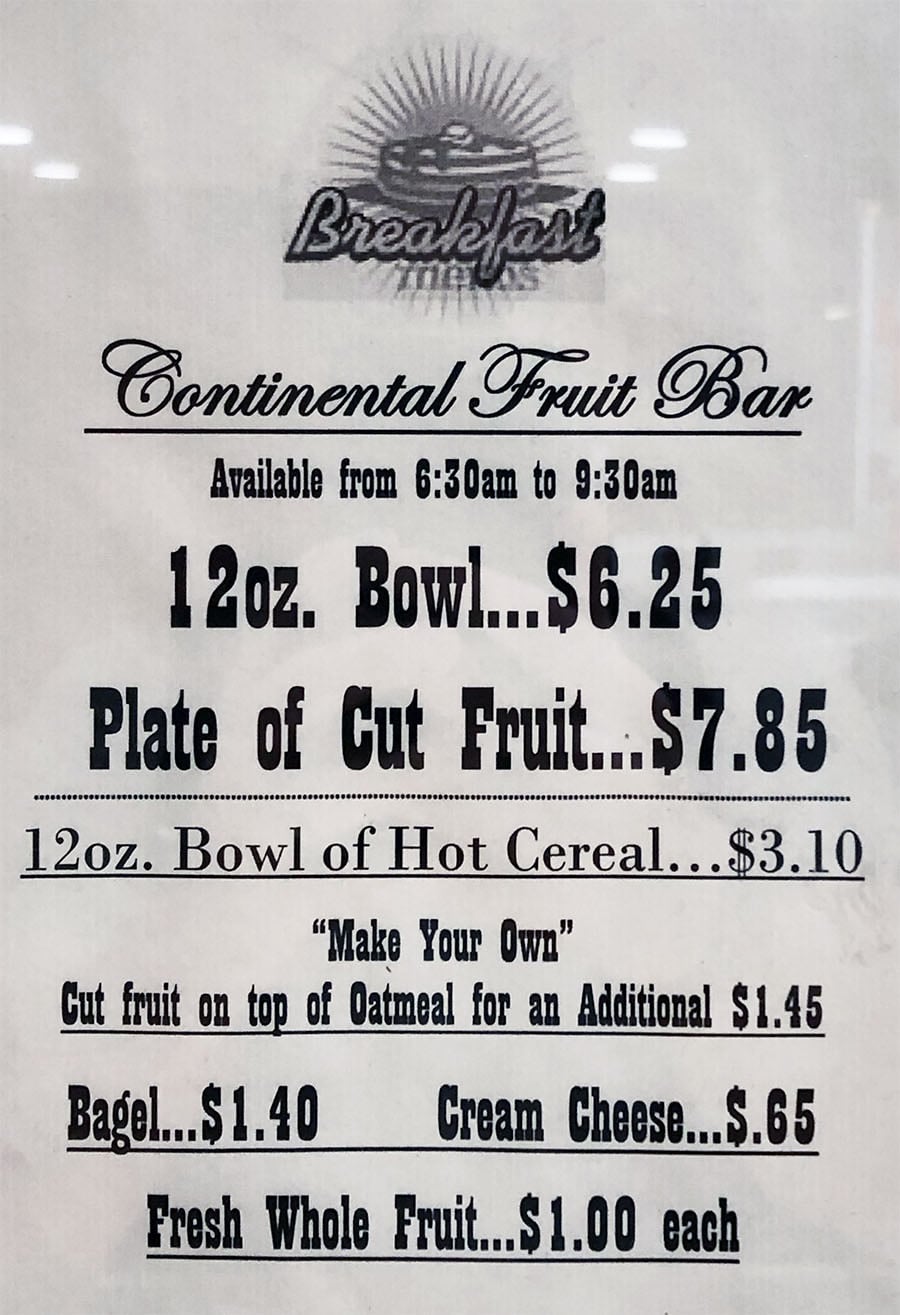 Breakfast
menus
Continental Fruit Bar
Available from 6:30am to 9:30am
12oz. Bowl...$6.25
Plate of Cut Fruit...$7.85
12oz. Bowl of Hot Cereal...$3.10
“Make Your Own”
Cut fruit on top of Oatmeal for an Additional $1.45
Bagel...$1.40 Cream Cheese...$.65
Fresh Whole Fruit...$1.00 each